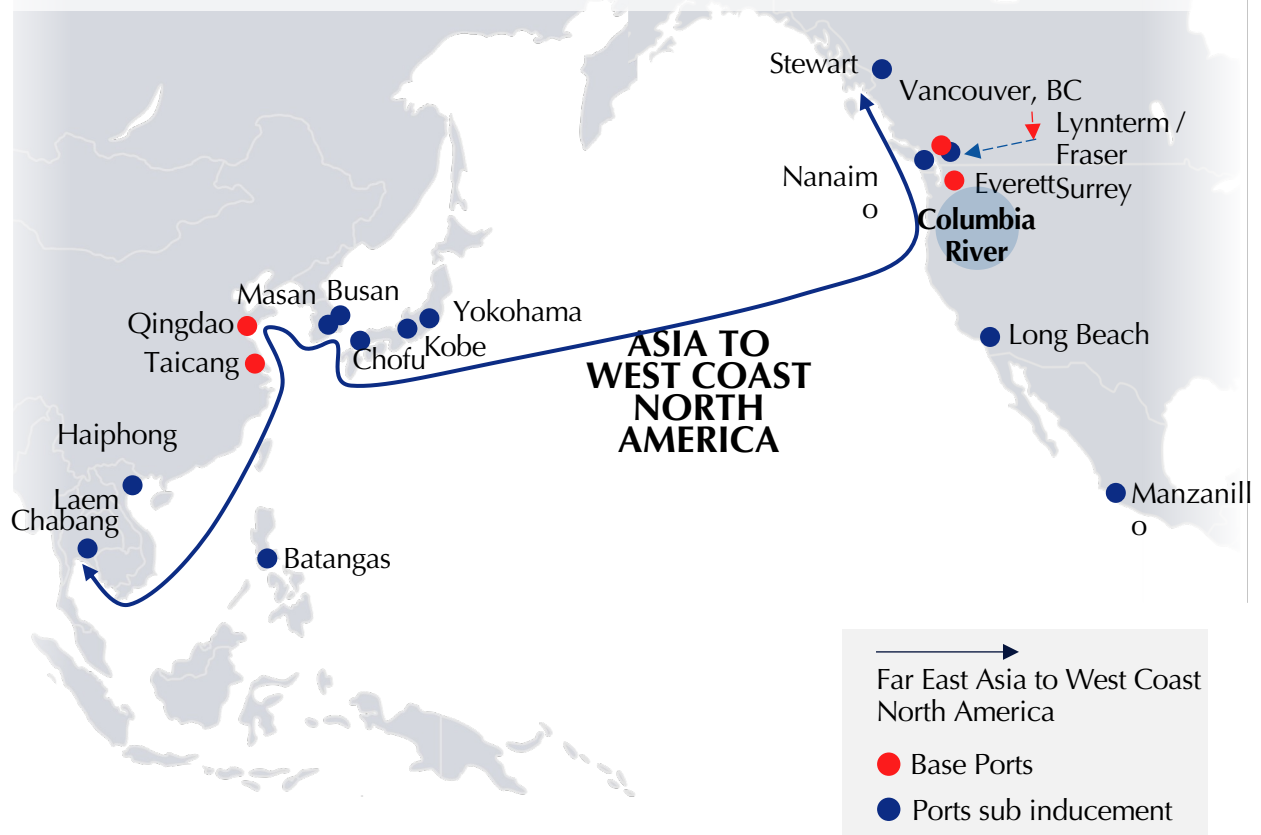 Stewart
Vancouver, BC
Lynnterm /
Fraser
Surrey
Nanaim
o
Everett
Columbia
River
Masan
Busan
Qingdao
Yokohama
Kobe
Chofu
Taicang
Long Beach
ASIA TO
WEST COAST
NORTH
AMERICA
Haiphong
Laem
Chabang
Manzanill
o
Batangas
Far East Asia to West Coast
North America
Base Ports
Ports sub inducement